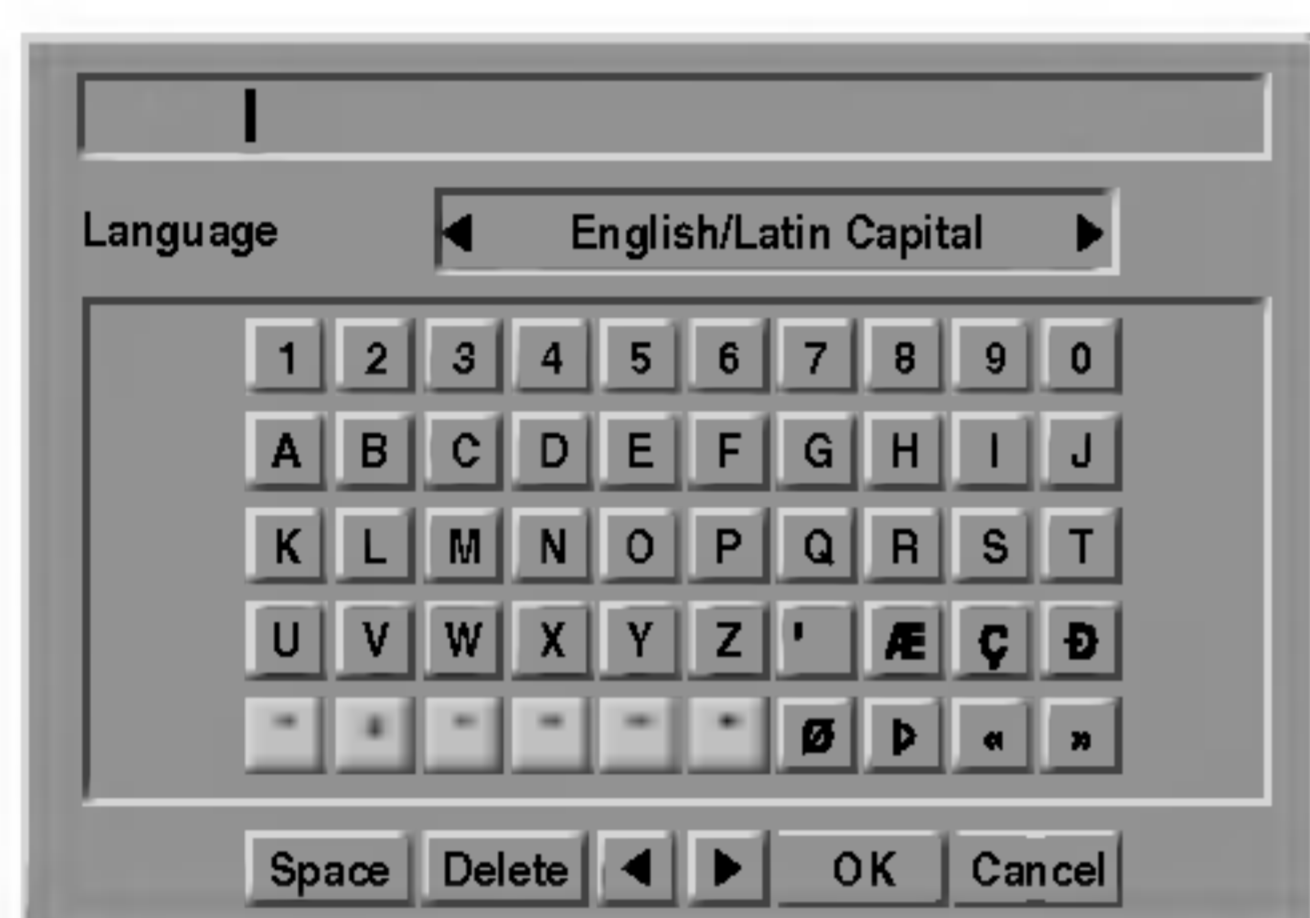 Language ◀ English/Latin Capital ▶
1 2 3 4 5 6 7 8 9 0
A B C D E F G H I J
K L M N O P Q R S T
U V W X Y Z ' Æ Ç Ð
Ø Þ « »
Space Delete ◀ ▶ OK Cancel